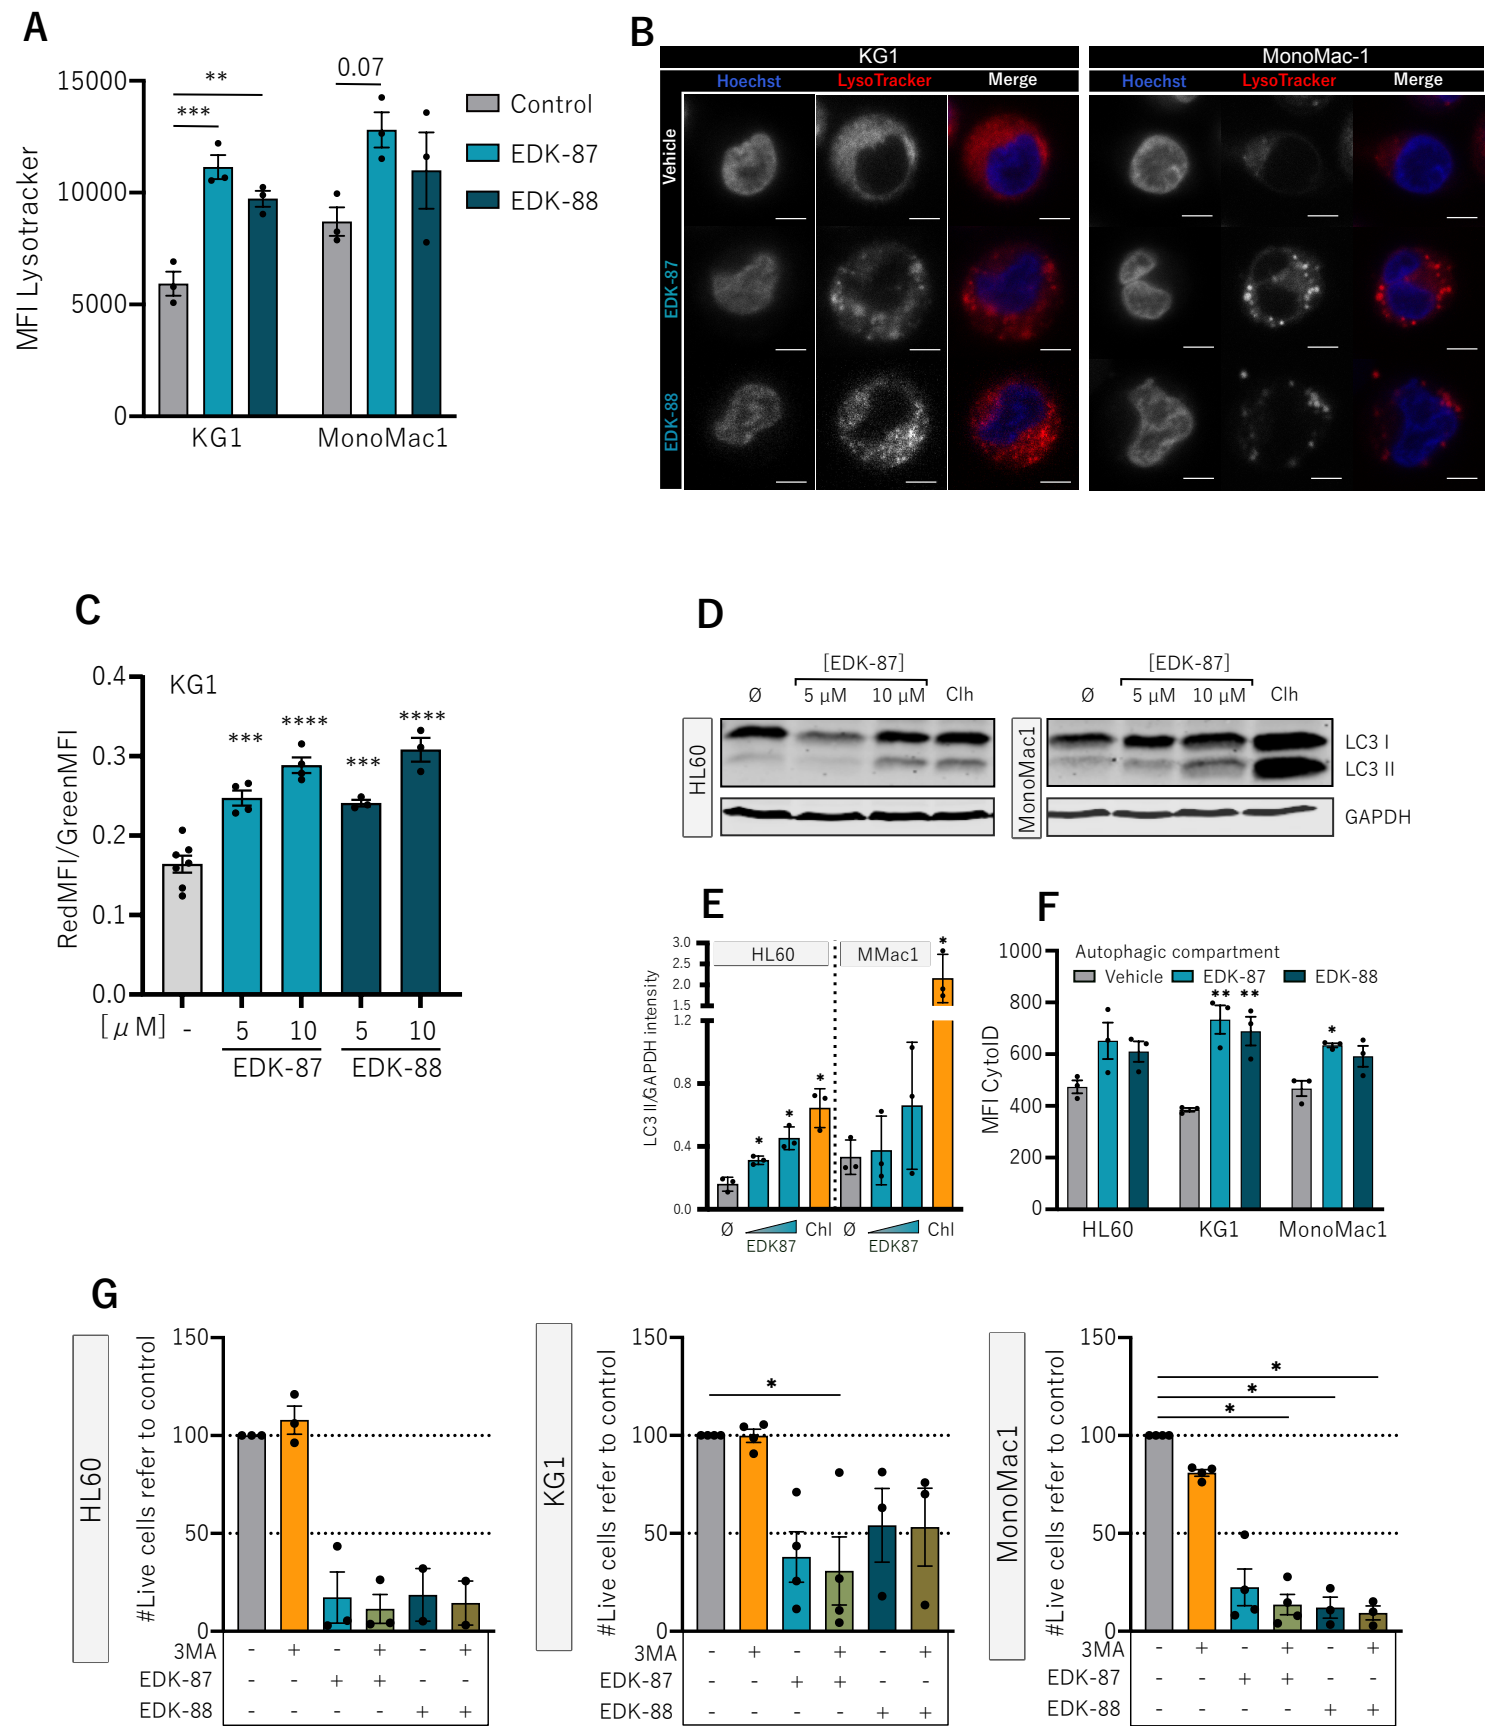 A
15000
10000
5000
0
MFI Lysotracker
**
***
0.07
Control
EDK-87
EDK-88
KG1
MonoMac1
B
KG1
MonoMac-1
Hoechst
LysoTracker
Merge
Hoechst
LysoTracker
Merge
Vehicle
EDK-87
EDK-88
C
0.4
0.3
0.2
0.1
0.0
RedMFI/GreenMFI
KG1
***
****
***
****
[μM]
-
5
10
5
10
EDK-87
EDK-88
D
[EDK-87]
[EDK-87]
Ø
5 μM
10 μM
Clh
Ø
5 μM
10 μM
Clh
HL60
MonoMac1
LC3 I
LC3 II
GAPDH
E
3.0
2.5
2.0
1.5
1.2
0.8
0.4
0.0
LC3 II/GAPDH intensity
HL60
MMac1
*
*
*
*
Ø
Chl
Ø
Chl
EDK87
EDK87
F
1000
800
600
400
200
0
MFI CytoID
Autophagic compartment
Vehicle
EDK-87
EDK-88
**
**
*
HL60
KG1
MonoMac1
G
HL60
#Live cells refer to control
150
100
50
0
3MA - + - + - +
EDK-87 - - + + - -
EDK-88 - - - - + +
KG1
#Live cells refer to control
150
100
50
0
*
3MA - + - + - +
EDK-87 - - + + - -
EDK-88 - - - - + +
MonoMac1
#Live cells refer to control
150
100
50
0
*
*
*
3MA - + - + - +
EDK-87 - - + + - -
EDK-88 - - - - + +